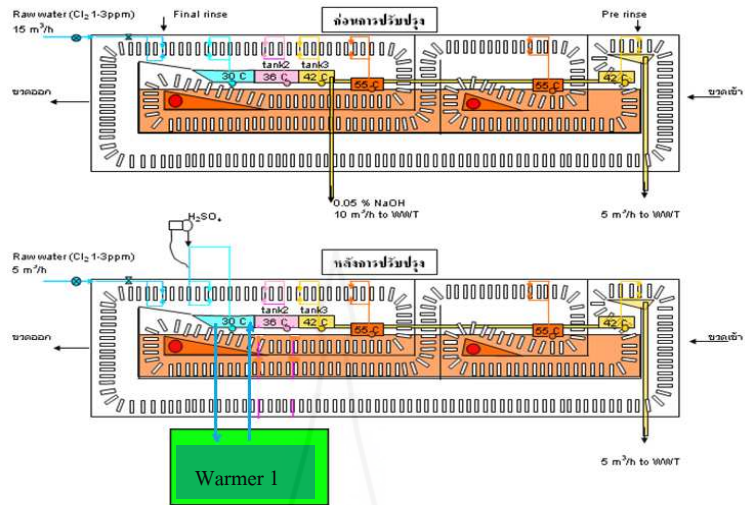 Raw water (Cl₂ 1-3ppm)
15 m³/h
Final rinse
ก่อนการปรับปรุง
Pre rinse
tank2 tank3
30 C 36 C 42 C
55 C
55 C
42 C
ขวดออก
ขวดเข้า
0.05 % NaOH
10 m³/h to WWT
5 m³/h to WWT
H₂SO₄
Raw water (Cl₂ 1-3ppm)
5 m³/h
หลังการปรับปรุง
tank2 tank3
30 C 36 C 42 C
55 C
55 C
42 C
ขวดออก
ขวดเข้า
5 m³/h to WWT
Warmer 1